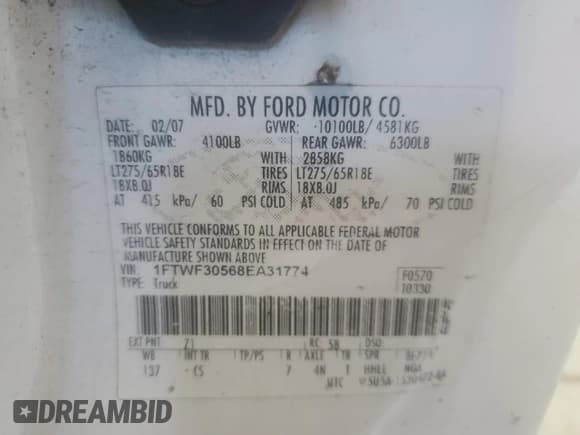 MFD. BY FORD MOTOR CO.
DATE: 02/07 GVWR: 10100LB/ 4581KG
FRONT GAWR: 4100LB REAR GAWR: 6300LB
1860KG WITH 2858KG WITH
LT275/65R18E TIRES LT275/65R18E TIRES
18X8.0J RIMS 18X8.0J RIMS
AT 415 kPa/ 60 PSI COLD AT 485 kPa/ 70 PSI COLD
THIS VEHICLE CONFORMS TO ALL APPLICABLE FEDERAL MOTOR
VEHICLE SAFETY STANDARDS IN EFFECT ON THE DATE OF
MANUFACTURE SHOWN ABOVE
VIN: 1FTWF30568EA31774 F0570
TYPE: Truck T0330
EXT PNT: Z1 RC: 58 DSO:
WB INT TR TP/PS R AXLE TR SPR
137 CS 7 4N T HHLL
UTC
DREAMBID